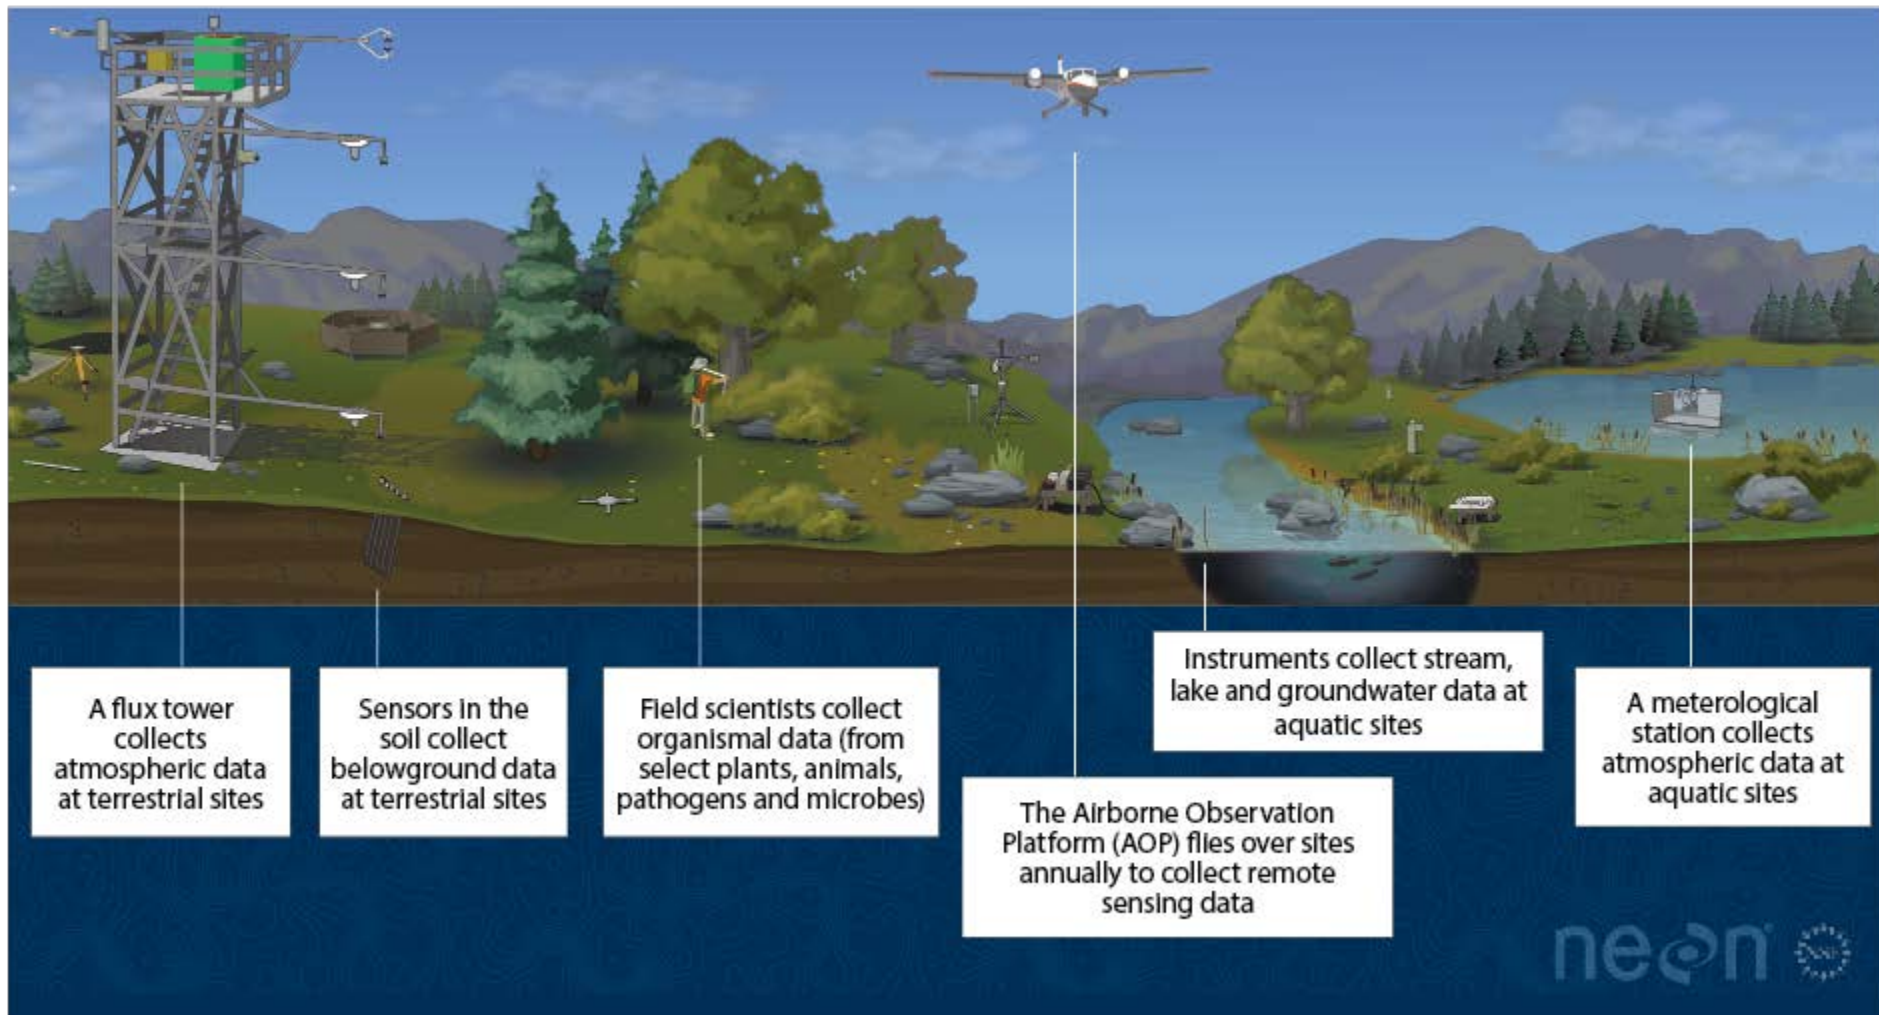 A flux tower
collects
atmospheric data
at terrestrial sites
Sensors in the
soil collect
belowground data
at terrestrial sites
Field scientists collect
organismal data (from
select plants, animals,
pathogens and microbes)
The Airborne Observation
Platform (AOP) flies over sites
annually to collect remote
sensing data
Instruments collect stream,
lake and groundwater data at
aquatic sites
A meterological
station collects
atmospheric data at
aquatic sites
neon
NSF